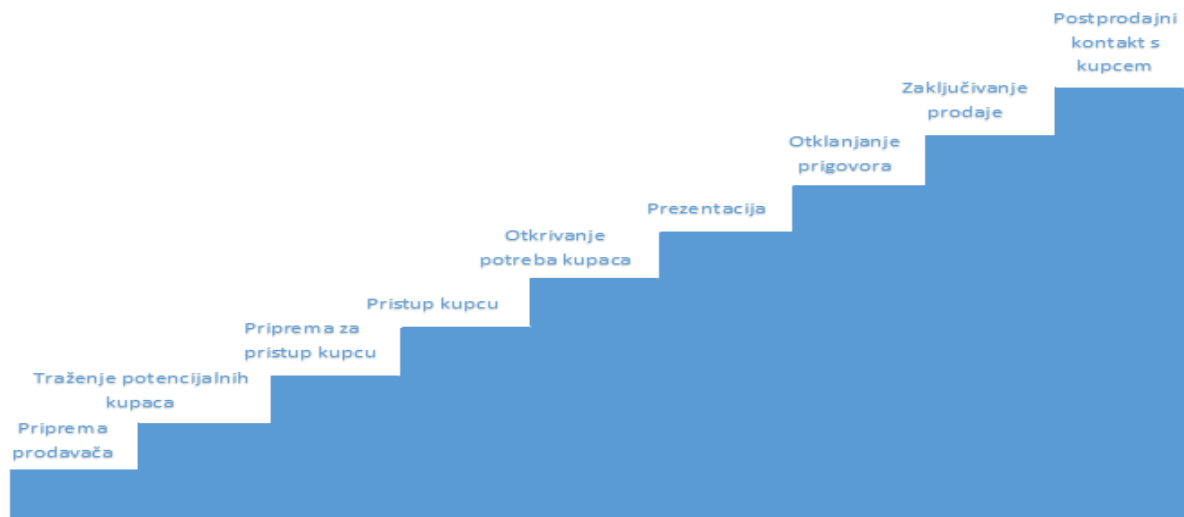 Priprema
prodavača
Traženje potencijalnih
kupaca
Priprema za
pristup kupcu
Pristup kupcu
Otkrivanje
potreba kupaca
Prezentacija
Otklanjanje
prigovora
Zaključivanje
prodaje
Postprodajni
kontakt s
kupcem